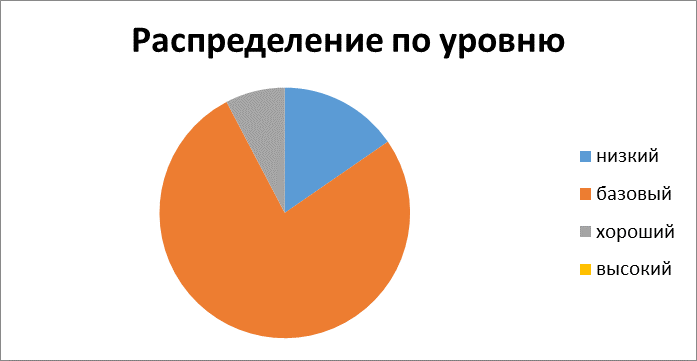 Распределение по уровню
низкий
базовый
хороший
высокий